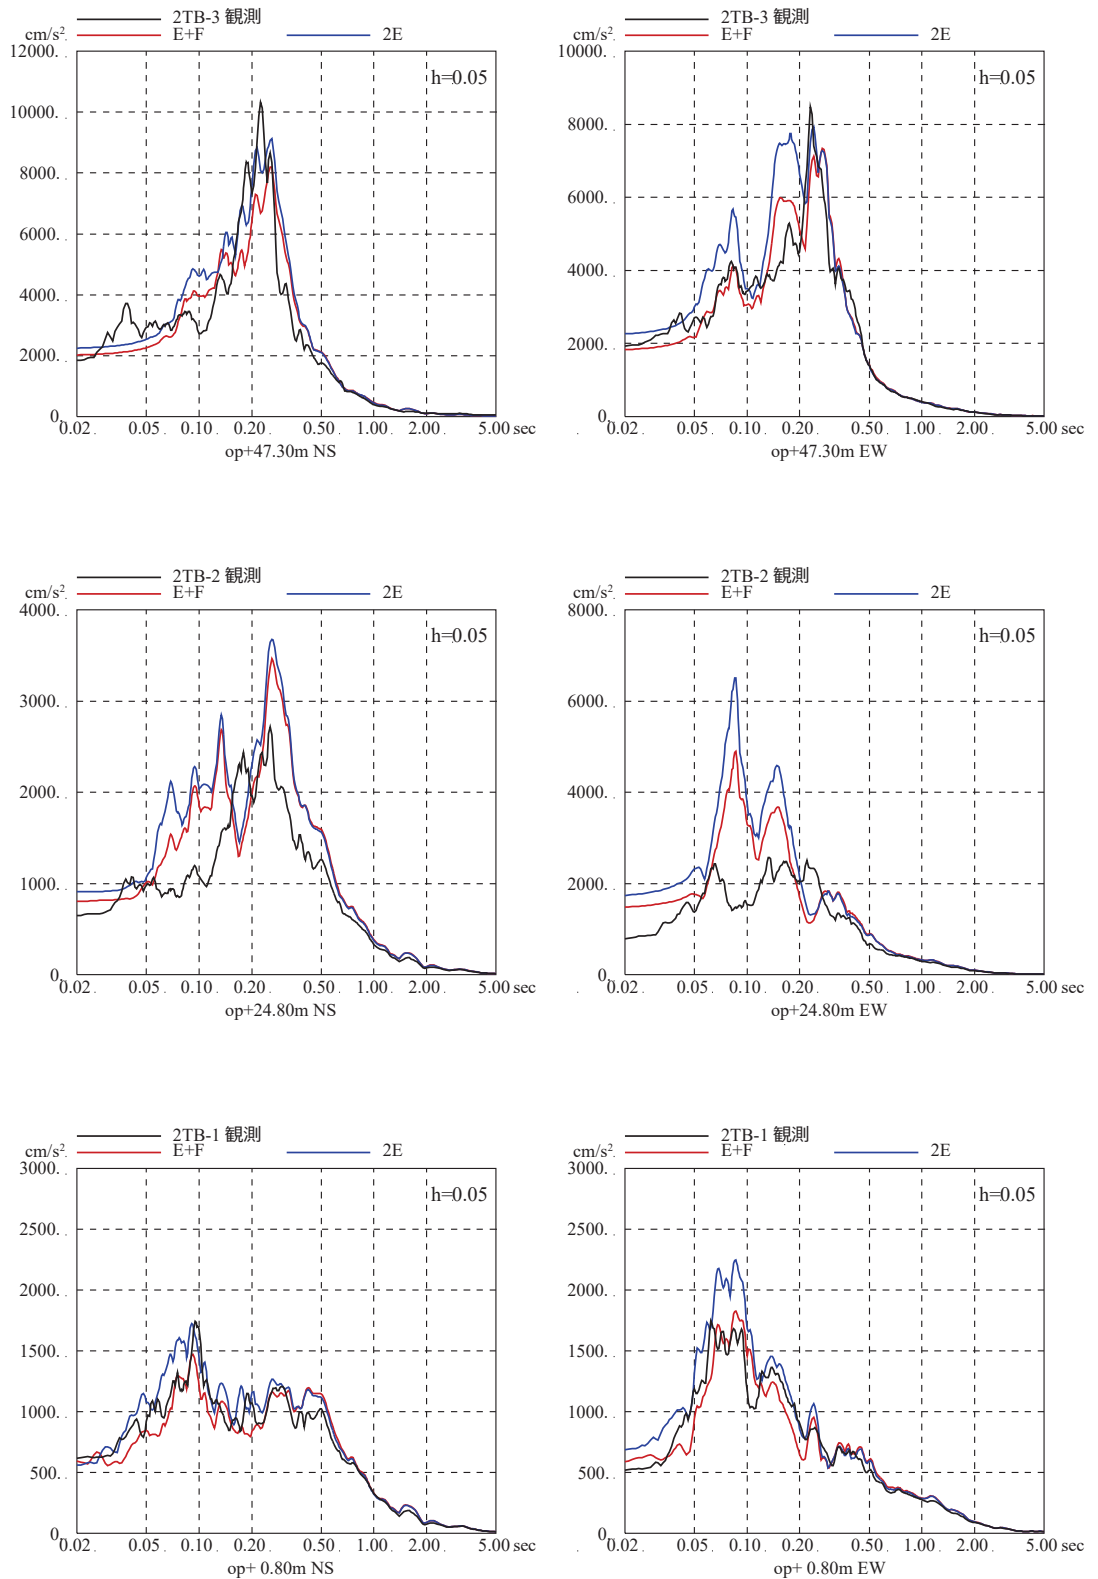 2TB-3 観測
cm/s². E+F 2E
12000.
h=0.05
10000.
8000.
6000.
4000.
2000.
0.
0.02 0.05 0.10 0.20 0.50 1.00 2.00 5.00 sec
op+47.30m NS
2TB-3 観測
cm/s². E+F 2E
10000.
h=0.05
8000.
6000.
4000.
2000.
0.
0.02 0.05 0.10 0.20 0.50 1.00 2.00 5.00 sec
op+47.30m EW
2TB-2 観測
cm/s². E+F 2E
4000.
h=0.05
3000.
2000.
1000.
0.
0.02 0.05 0.10 0.20 0.50 1.00 2.00 5.00 sec
op+24.80m NS
2TB-2 観測
cm/s². E+F 2E
8000.
h=0.05
6000.
4000.
2000.
0.
0.02 0.05 0.10 0.20 0.50 1.00 2.00 5.00 sec
op+24.80m EW
2TB-1 観測
cm/s². E+F 2E
3000.
h=0.05
2500.
2000.
1500.
1000.
500.
0.
0.02 0.05 0.10 0.20 0.50 1.00 2.00 5.00 sec
op+ 0.80m NS
2TB-1 観測
cm/s². E+F 2E
3000.
h=0.05
2500.
2000.
1500.
1000.
500.
0.
0.02 0.05 0.10 0.20 0.50 1.00 2.00 5.00 sec
op+ 0.80m EW